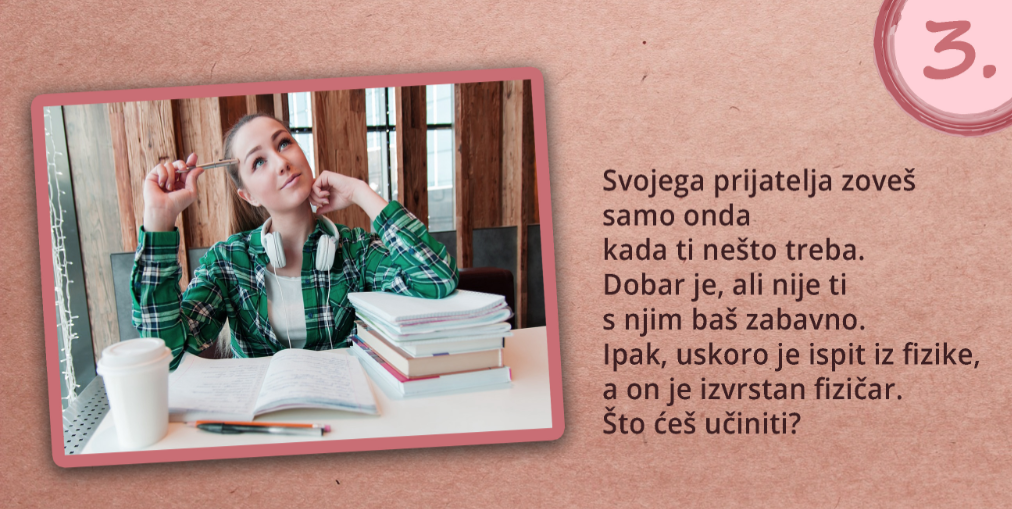 3.
Svojega prijatelja zoveš
samo onda
kada ti nešto treba.
Dobar je, ali nije ti
s njim baš zabavno.
Ipak, uskoro je ispit iz fizike,
a on je izvrstan fizičar.
Što ćeš učiniti?